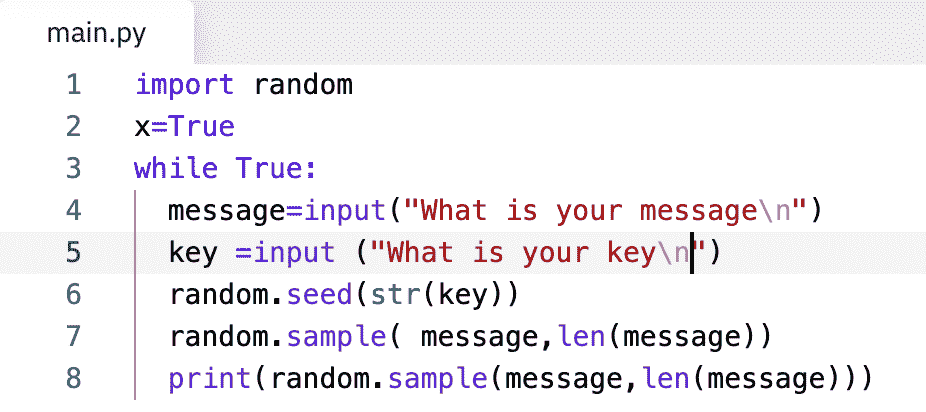 main.py
1 import random
2 x=True
3 while True:
4 message=input("What is your message\n")
5 key =input ("What is your key\n")
6 random.seed(str(key))
7 random.sample( message,len(message))
8 print(random.sample(message,len(message)))